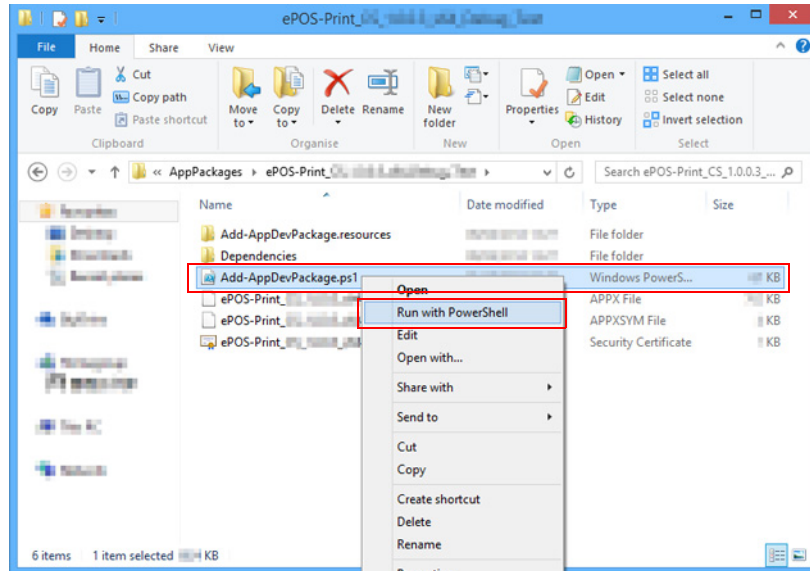 ePOS-Print_
File Home Share View
Copy
Paste
Cut
Copy path
Paste shortcut
Clipboard
Move to
Copy to
Delete
Rename
Organise
New folder
New
Properties
Open
Edit
History
Open
Select all
Select none
Invert selection
Select
« AppPackages ePOS-Print_
Search ePOS-Print_CS_1.0.0.3_...
Name Date modified Type Size
Add-AppDevPackage.resources File folder
Dependencies File folder
Add-AppDevPackage.ps1 Windows PowerS... KB
ePOS-Print_ APPX File KB
ePOS-Print_ APPXSYM File KB
ePOS-Print_ Security Certificate KB
Open
Run with PowerShell
Edit
Open with...
Share with
Send to
Cut
Copy
Create shortcut
Delete
Rename
6 items 1 item selected KB